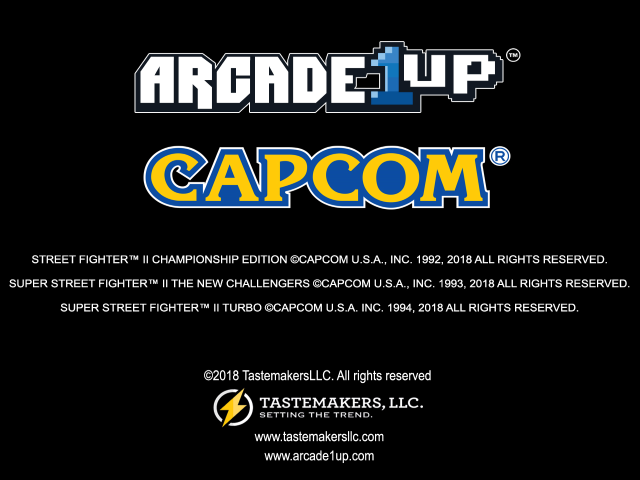 ARCADE1UP™
CAPCOM®
STREET FIGHTER™ II CHAMPIONSHIP EDITION ©CAPCOM U.S.A., INC. 1992, 2018 ALL RIGHTS RESERVED.
SUPER STREET FIGHTER™ II THE NEW CHALLENGERS ©CAPCOM U.S.A., INC. 1993, 2018 ALL RIGHTS RESERVED.
SUPER STREET FIGHTER™ II TURBO ©CAPCOM U.S.A. INC. 1994, 2018 ALL RIGHTS RESERVED.
©2018 TastemakersLLC. All rights reserved
TASTEMAKERS, LLC.
SETTING THE TREND.
www.tastemakersllc.com
www.arcade1up.com